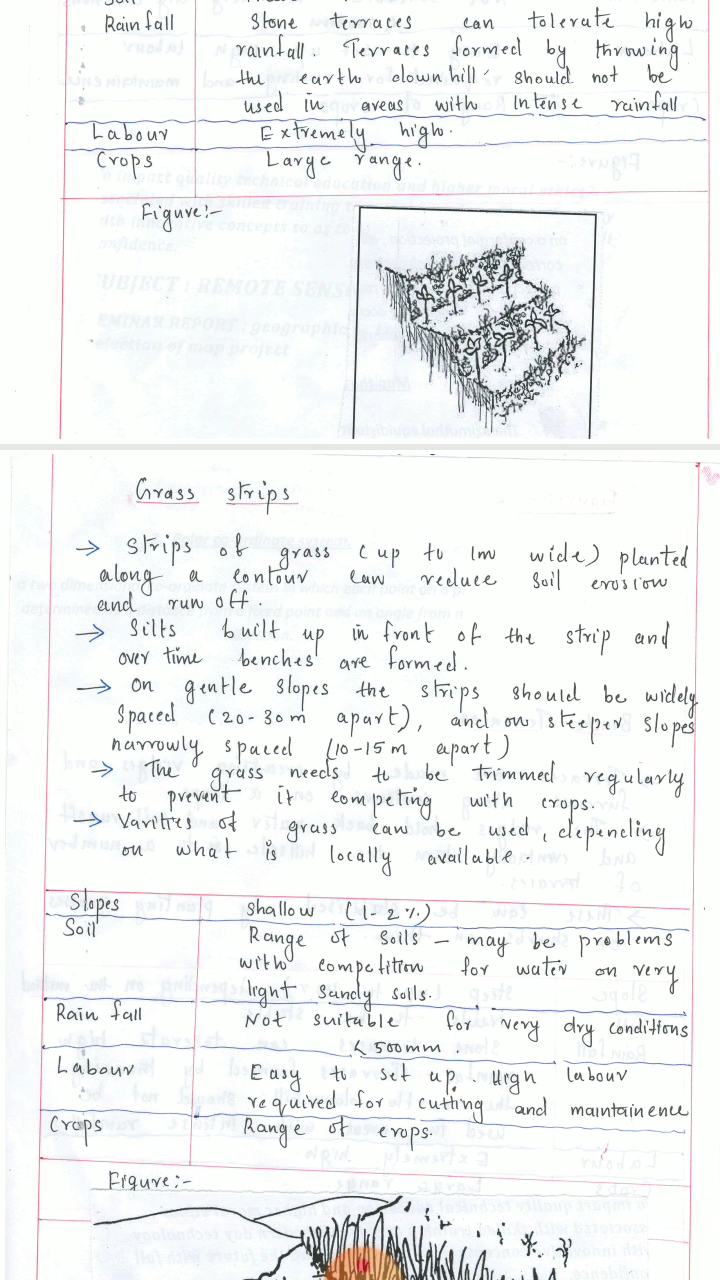 Rainfall Stone terraces can tolerate high
rainfall. Terraces formed by throwing
the earth downhill should not be
used in areas with Intense rainfall
Labour Extremely high.
Crops Large range.
Figure:-
Grass strips
→ Strips of grass (up to 1m wide) planted
along a contour can reduce soil erosion
and run off.
→ Silts built up in front of the strip and
over time benches are formed.
→ On gentle slopes the strips should be widely
spaced (20-30m apart), and on steeper slopes
narrowly spaced (10-15m apart)
→ The grass needs to be trimmed regularly
to prevent it competing with crops.
→ Varities of grass can be used, depending
on what is locally available.
Slopes Shallow (1-2%)
Soil Range of Soils – may be problems
with competition for water on very
light Sandy soils.
Rain fall Not suitable for very dry conditions
< 500mm.
Labour Easy to set up. High labour
required for cutting and maintainence
Crops Range of crops.
Figure:-